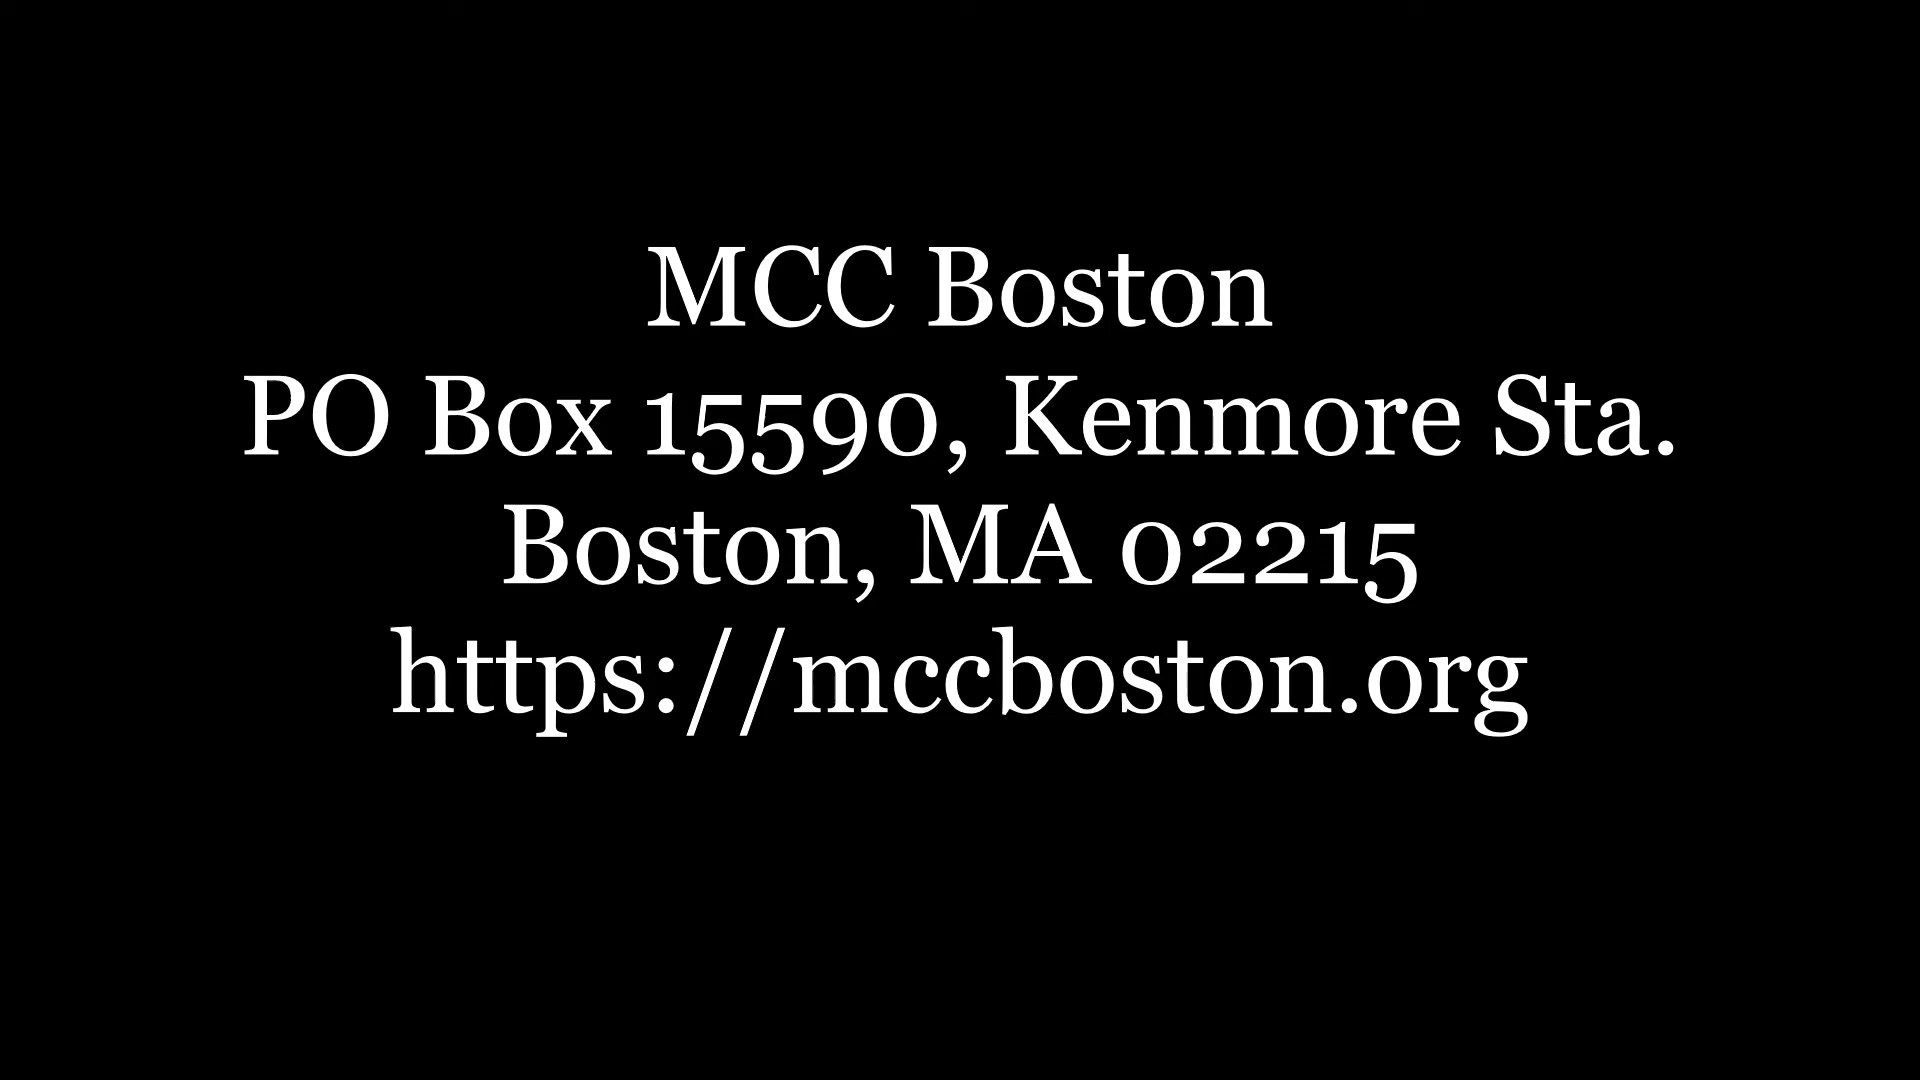 MCC Boston
PO Box 15590, Kenmore Sta.
Boston, MA 02215
https://mccboston.org